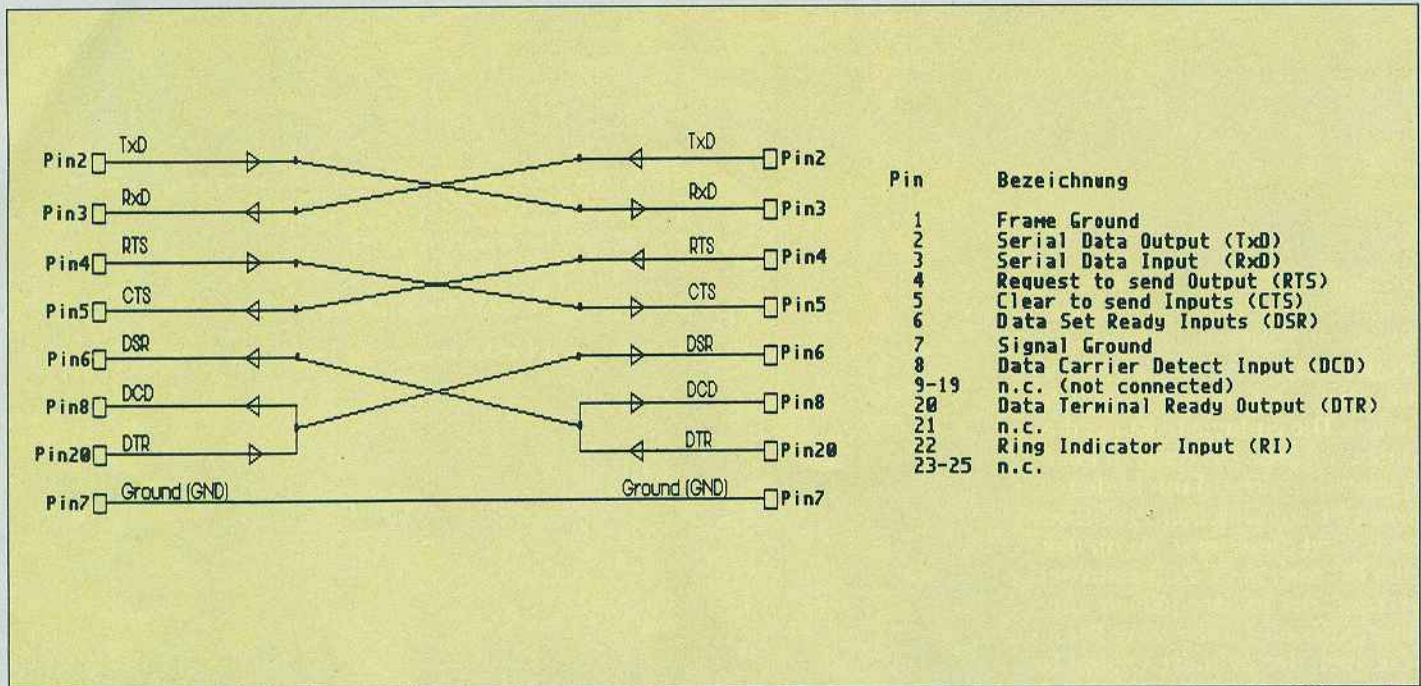 TxD TxD
Pin2 Pin2
RxD RxD
Pin3 Pin3
RTS RTS
Pin4 Pin4
CTS CTS
Pin5 Pin5
DSR DSR
Pin6 Pin6
DCD DCD
Pin8 Pin8
DTR DTR
Pin20 Pin20
Ground (GND) Ground (GND)
Pin7 Pin7
Pin Bezeichnung
1 Frame Ground
2 Serial Data Output (TxD)
3 Serial Data Input (RxD)
4 Request to send Output (RTS)
5 Clear to send Inputs (CTS)
6 Data Set Ready Inputs (DSR)
7 Signal Ground
8 Data Carrier Detect Input (DCD)
9-19 n.c. (not connected)
20 Data Terminal Ready Output (DTR)
21 n.c.
22 Ring Indicator Input (RI)
23-25 n.c.